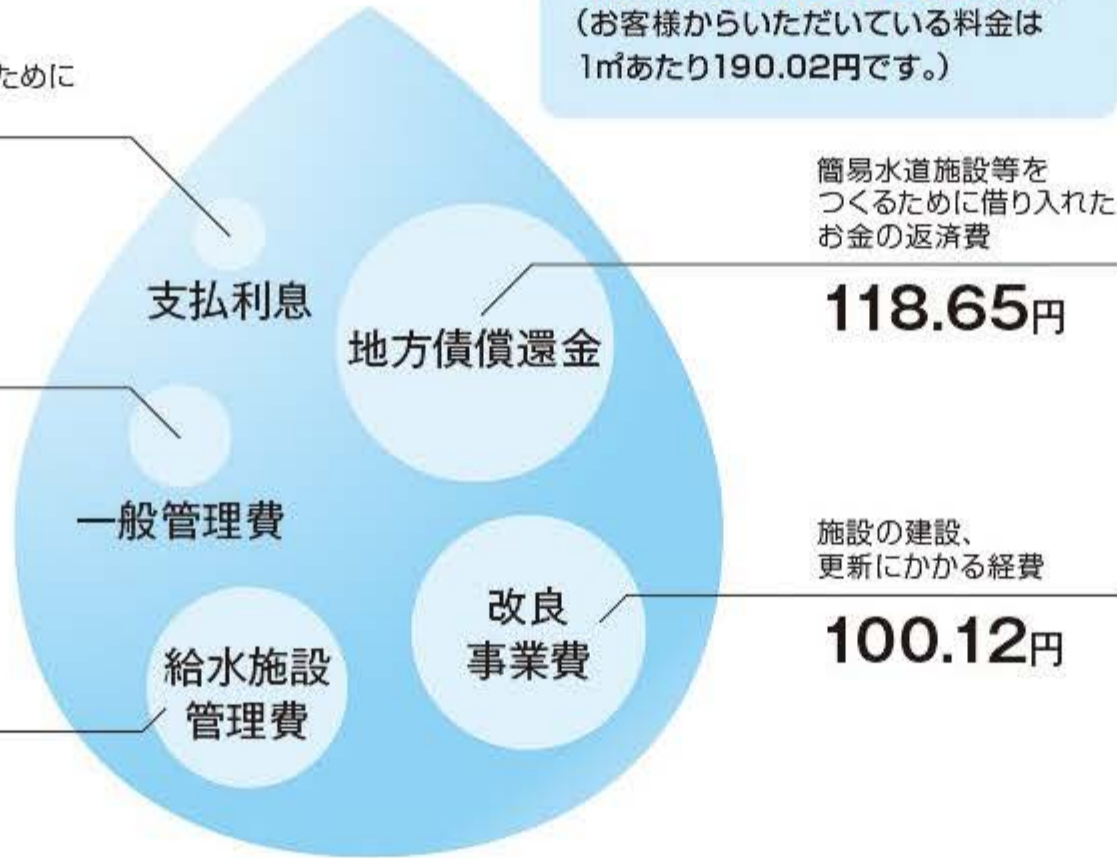 （お客様からいただいている料金は
1㎥あたり190.02円です。）
ために
簡易水道施設等を
つくるために借り入れた
お金の返済費
118.65円
支払利息
地方債償還金
一般管理費
施設の建設、
更新にかかる経費
100.12円
改良
事業費
給水施設
管理費